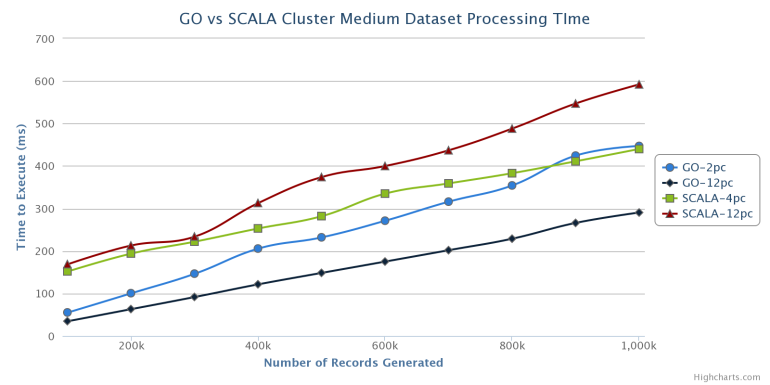 GO vs SCALA Cluster Medium Dataset Processing TIme
Time to Execute (ms)
700
600
500
400
300
200
100
0
200k
400k
600k
800k
1,000k
Number of Records Generated
GO-2pc
GO-12pc
SCALA-4pc
SCALA-12pc
Highcharts.com